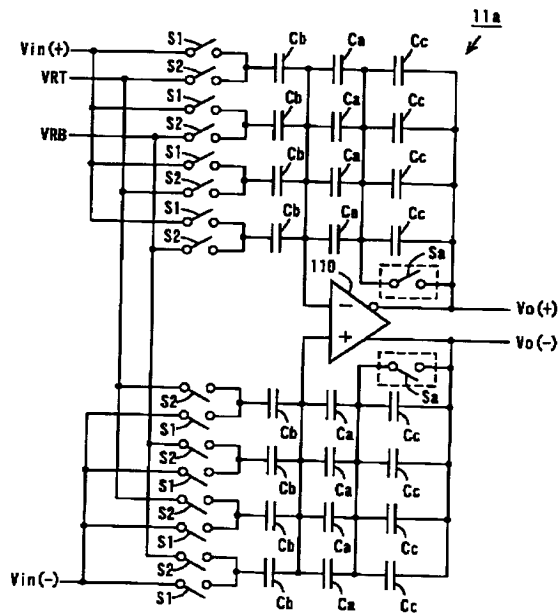 11a
Vin(+)
VRT
VRB
S1
S2
S1
S2
S1
S2
S1
S2
Cb
Ca
Cc
Cb
Ca
Cc
Cb
Ca
Cc
Cb
Ca
Cc
Sa
110
−
+
Vo(+)
Vo(-)
Sa
S2
S1
S2
S1
S2
S1
S2
S1
Cb
Ca
Cc
Cb
Ca
Cc
Cb
Ca
Cc
Cb
Ca
Cc
Vin(-)